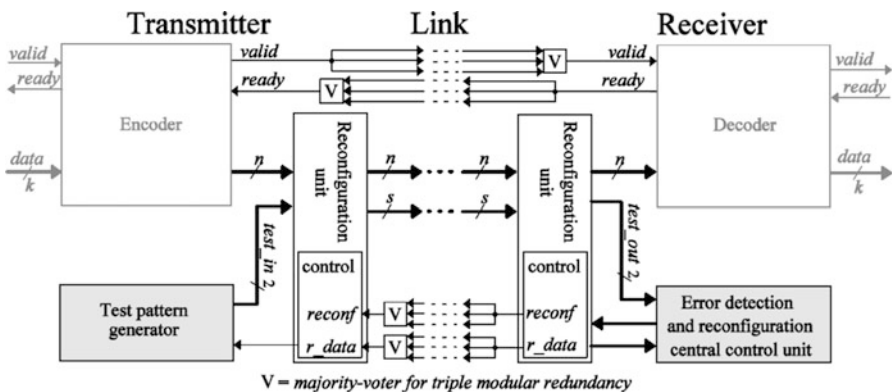 Transmitter Link Receiver
valid valid valid valid
V
ready ready ready ready
V
Encoder Decoder
Reconfiguration unit Reconfiguration unit
data n n n n data
k k
s s
test_in 2 test_out 2
control control
Test pattern generator
reconf V reconf
r_data V r_data
Error detection and reconfiguration central control unit
V = majority-voter for triple modular redundancy